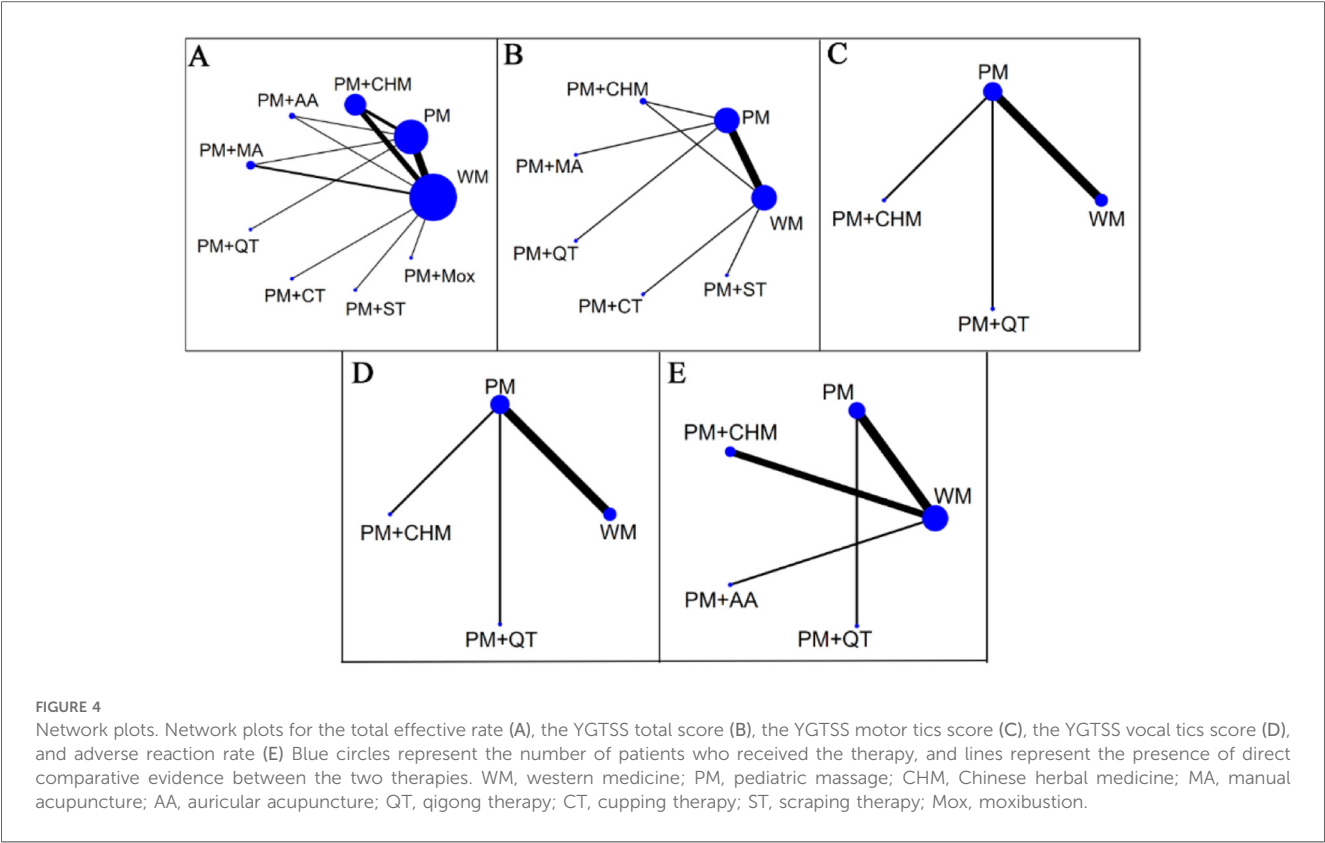 A
PM+CHM
PM+AA
PM
PM+MA
WM
PM+QT
PM+Mox
PM+CT
PM+ST
B
PM+CHM
PM
PM+MA
WM
PM+QT
PM+ST
PM+CT
C
PM
PM+CHM
WM
PM+QT
D
PM
PM+CHM
WM
PM+QT
E
PM
PM+CHM
WM
PM+AA
PM+QT
FIGURE 4
Network plots. Network plots for the total effective rate (A), the YGTSS total score (B), the YGTSS motor tics score (C), the YGTSS vocal tics score (D),
and adverse reaction rate (E) Blue circles represent the number of patients who received the therapy, and lines represent the presence of direct
comparative evidence between the two therapies. WM, western medicine; PM, pediatric massage; CHM, Chinese herbal medicine; MA, manual
acupuncture; AA, auricular acupuncture; QT, qigong therapy; CT, cupping therapy; ST, scraping therapy; Mox, moxibustion.